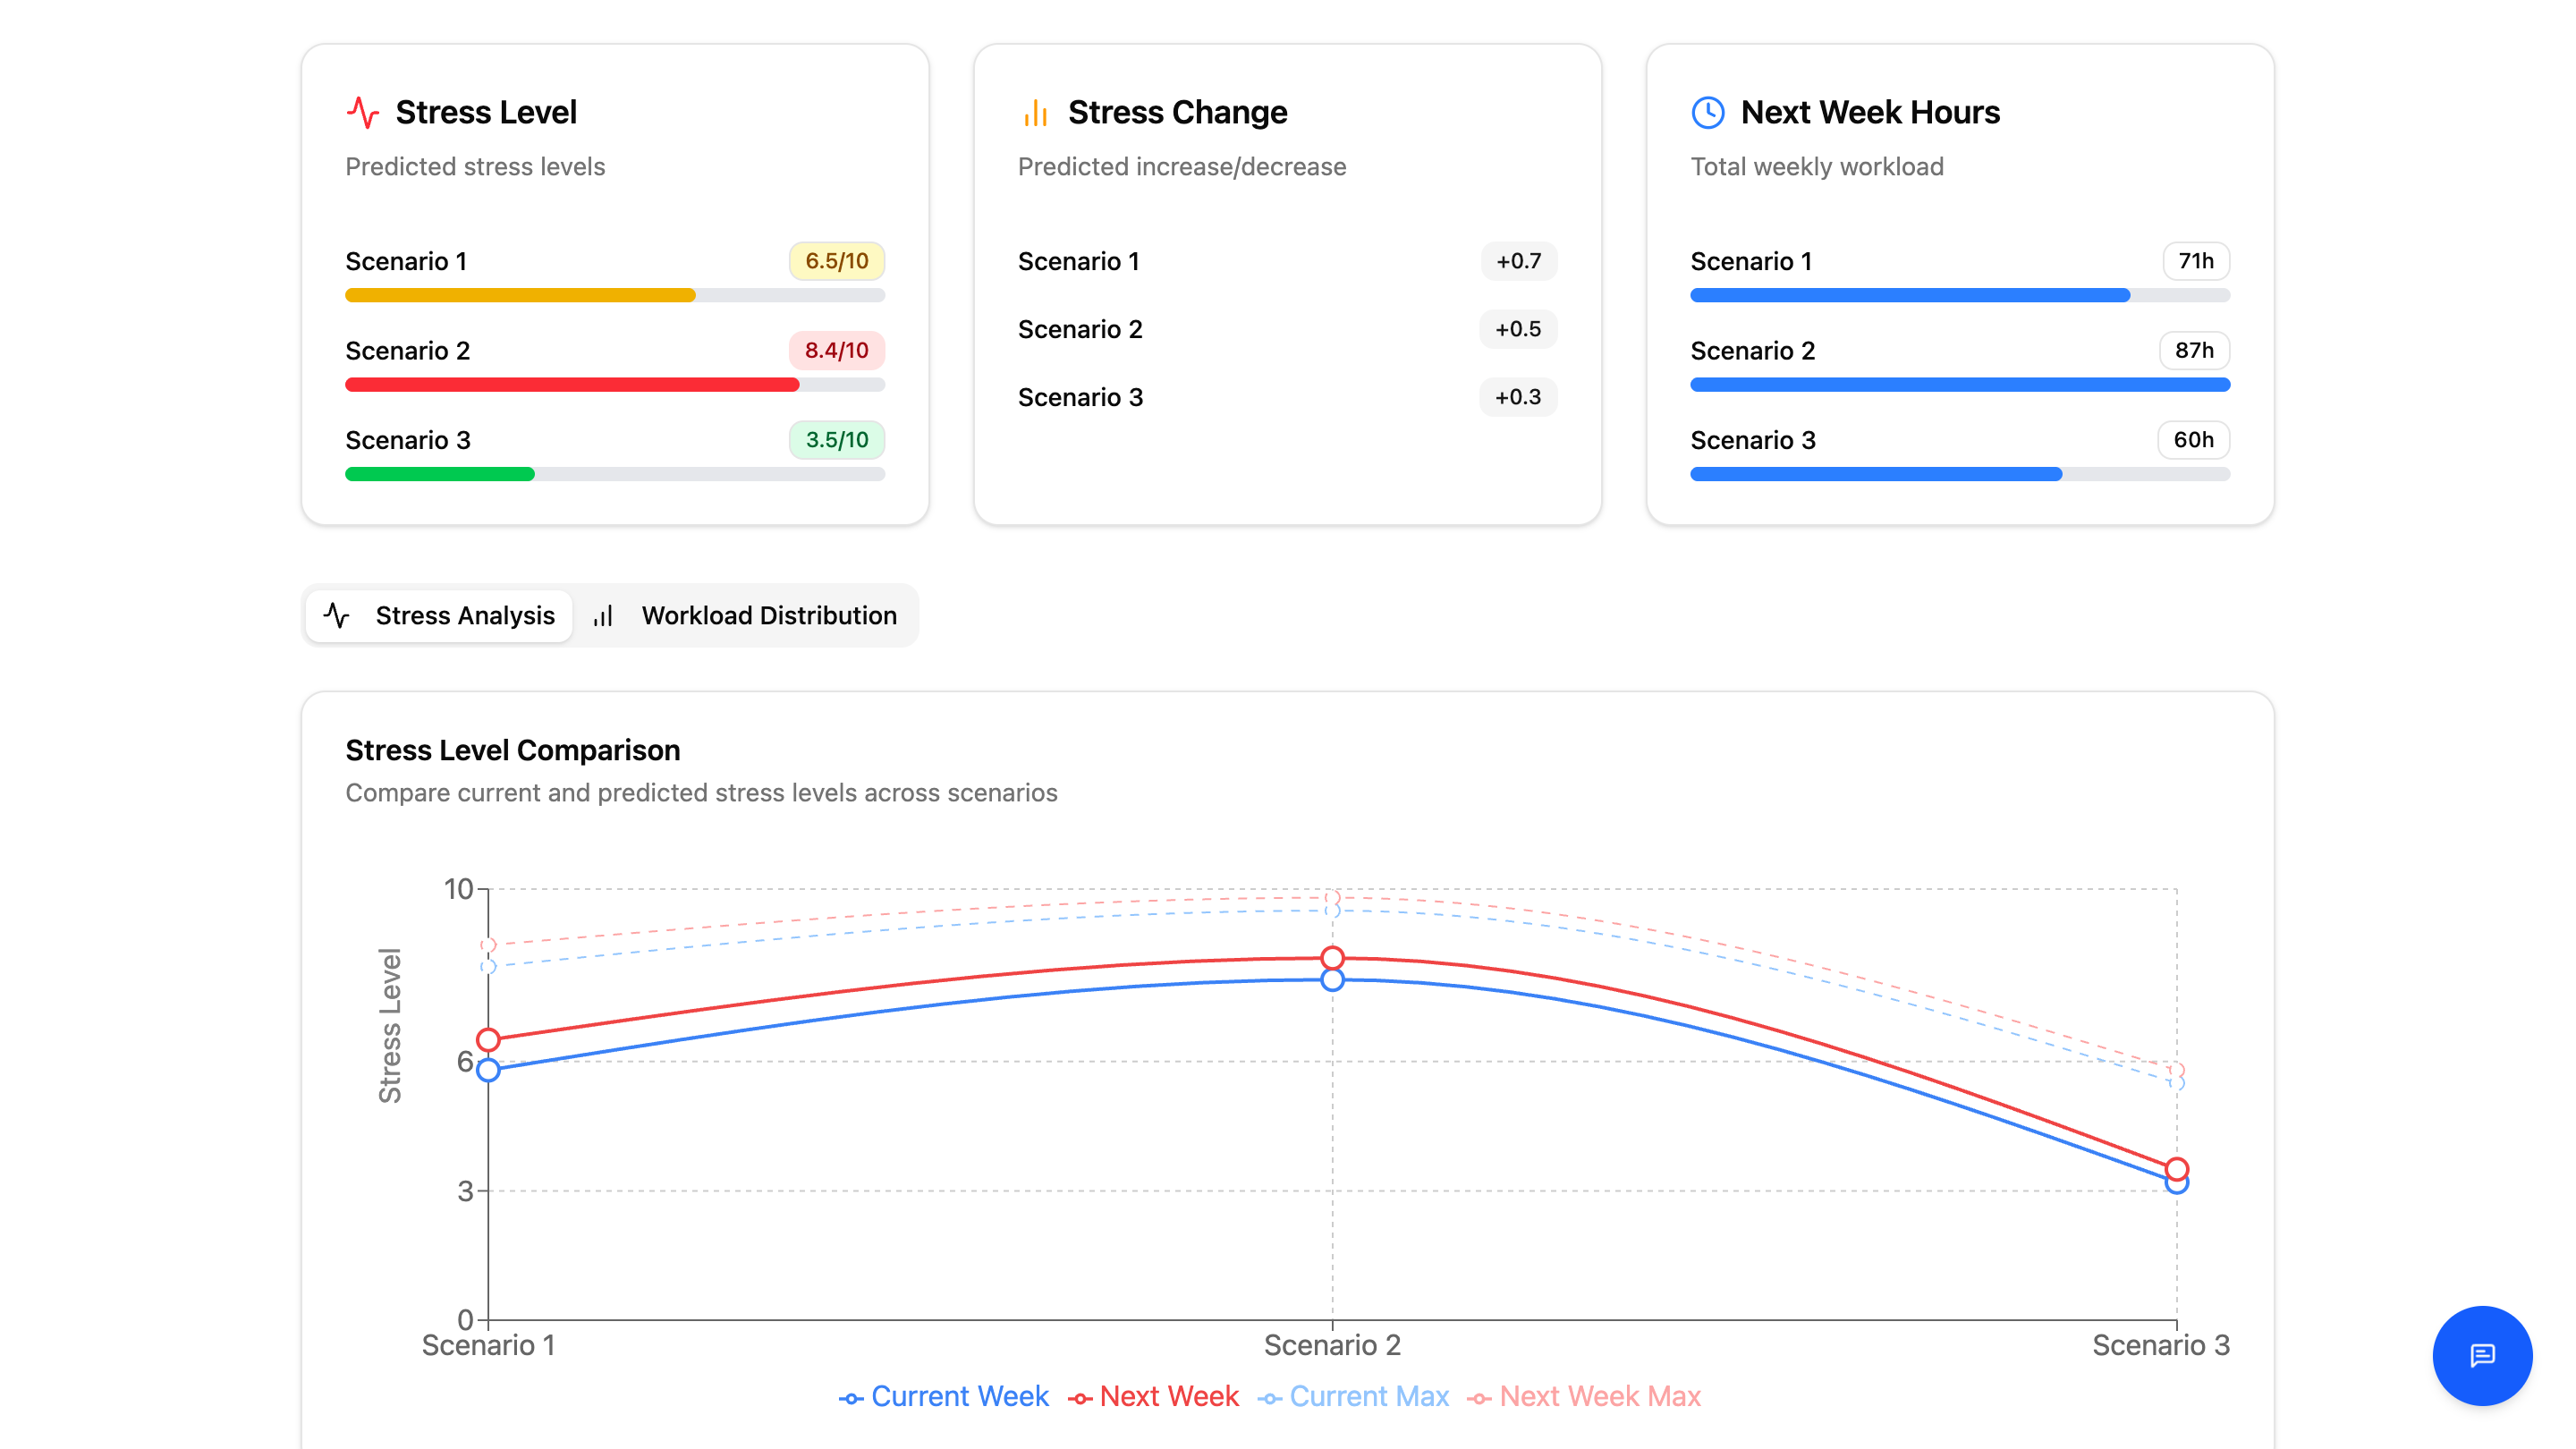 Stress Level
Predicted stress levels
Scenario 1 6.5/10
Scenario 2 8.4/10
Scenario 3 3.5/10
Stress Change
Predicted increase/decrease
Scenario 1 +0.7
Scenario 2 +0.5
Scenario 3 +0.3
Next Week Hours
Total weekly workload
Scenario 1 71h
Scenario 2 87h
Scenario 3 60h
Stress Analysis Workload Distribution
Stress Level Comparison
Compare current and predicted stress levels across scenarios
Stress Level
10
6
3
0
Scenario 1 Scenario 2 Scenario 3
Current Week Next Week Current Max Next Week Max